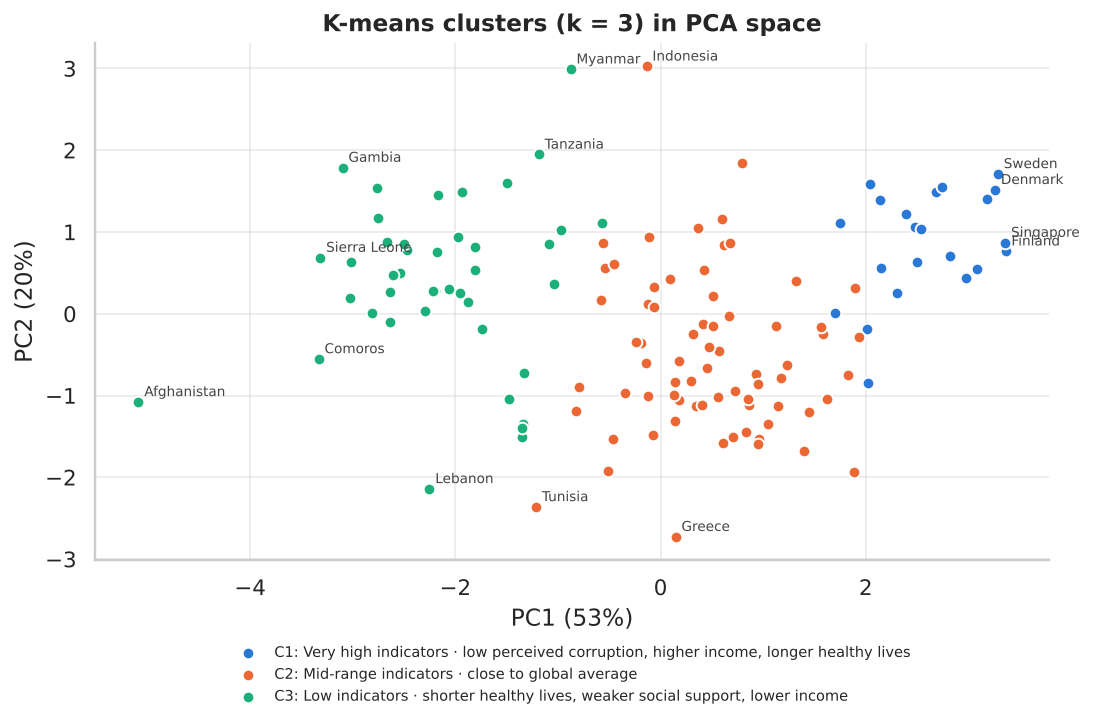 K-means clusters (k = 3) in PCA space
3
2
1
0
−1
−2
−3
PC2 (20%)
Myanmar
Indonesia
Tanzania
Gambia
Sweden
Denmark
Singapore
Finland
Sierra Leone
Comoros
Afghanistan
Lebanon
Tunisia
Greece
−4
−2
0
2
PC1 (53%)
C1: Very high indicators · low perceived corruption, higher income, longer healthy lives
C2: Mid-range indicators · close to global average
C3: Low indicators · shorter healthy lives, weaker social support, lower income